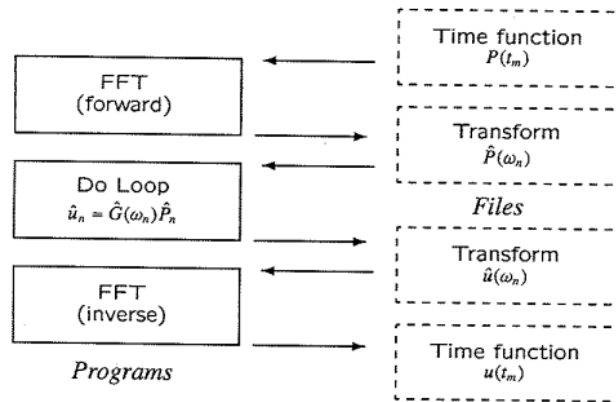 Time function
P(t_m)
FFT
(forward)
Transform
P̂(ω_n)
Do Loop
û_n = Ĝ(ω_n)P̂_n
Files
Transform
û(ω_n)
FFT
(inverse)
Time function
u(t_m)
Programs